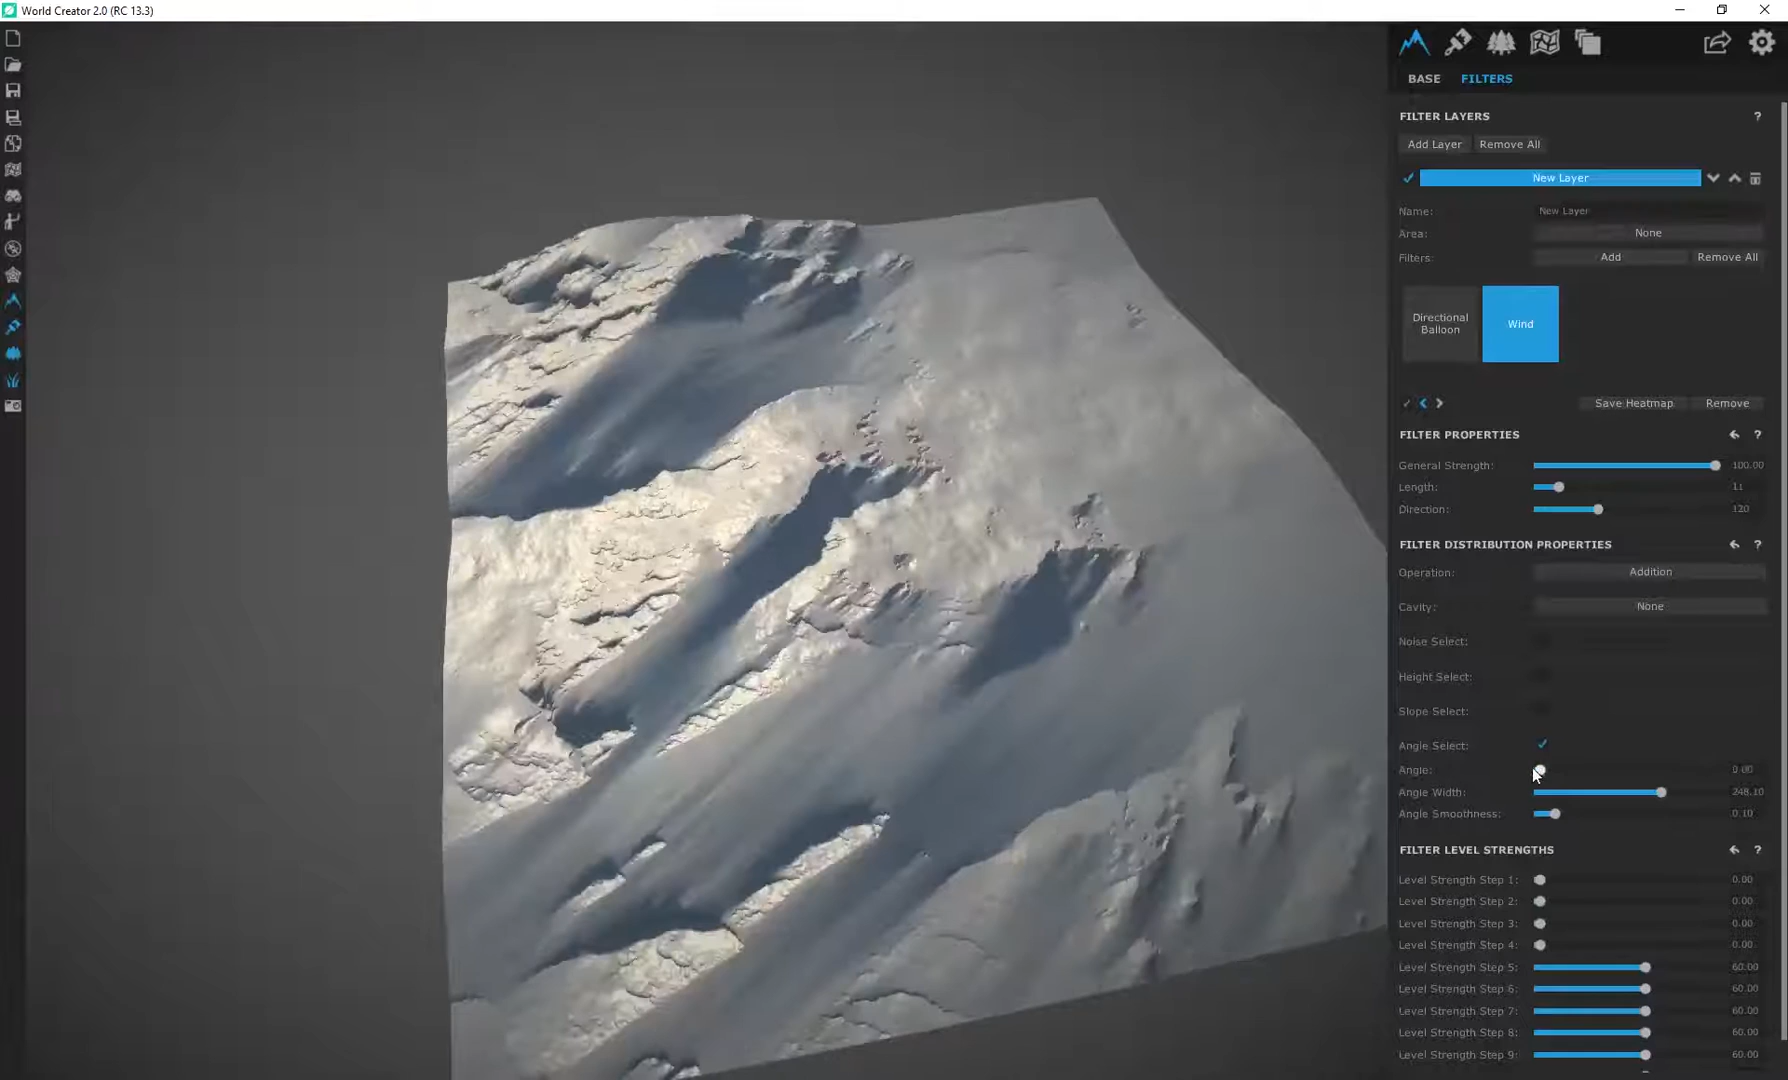 World Creator 2.0 (RC 13.3)
BASE FILTERS
FILTER LAYERS ?
Add Layer Remove All
New Layer
Name: New Layer
Area: None
Filters: Add Remove All
Directional
Balloon
Wind
Save Heatmap Remove
FILTER PROPERTIES ?
General Strength: 100.00
Length: 11
Direction: 120
FILTER DISTRIBUTION PROPERTIES ?
Operation: Addition
Cavity: None
Noise Select:
Height Select:
Slope Select:
Angle Select:
Angle: 0.00
Angle Width: 248.10
Angle Smoothness: 0.10
FILTER LEVEL STRENGTHS ?
Level Strength Step 1: 0.00
Level Strength Step 2: 0.00
Level Strength Step 3: 0.00
Level Strength Step 4: 0.00
Level Strength Step 5: 60.00
Level Strength Step 6: 60.00
Level Strength Step 7: 60.00
Level Strength Step 8: 60.00
Level Strength Step 9: 60.00